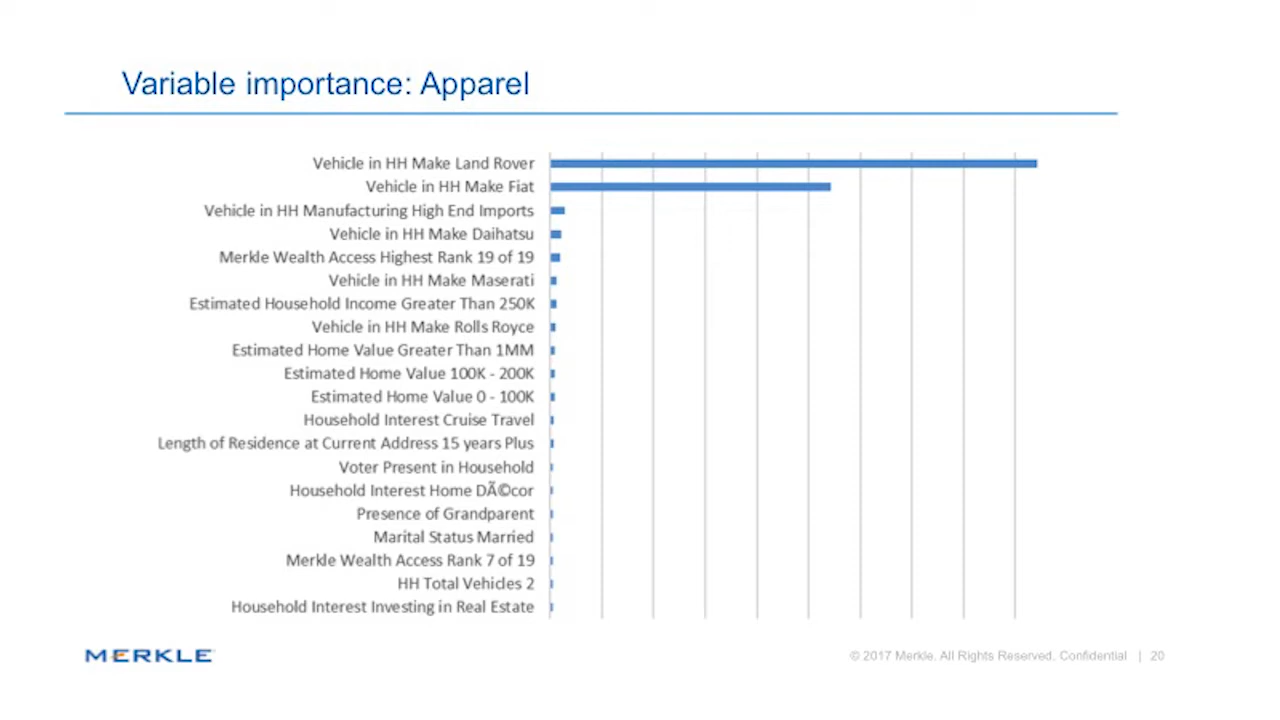 Variable importance: Apparel
Vehicle in HH Make Land Rover
Vehicle in HH Make Fiat
Vehicle in HH Manufacturing High End Imports
Vehicle in HH Make Daihatsu
Merkle Wealth Access Highest Rank 19 of 19
Vehicle in HH Make Maserati
Estimated Household Income Greater Than 250K
Vehicle in HH Make Rolls Royce
Estimated Home Value Greater Than 1MM
Estimated Home Value 100K - 200K
Estimated Home Value 0 - 100K
Household Interest Cruise Travel
Length of Residence at Current Address 15 years Plus
Voter Present in Household
Household Interest Home DÃ©cor
Presence of Grandparent
Marital Status Married
Merkle Wealth Access Rank 7 of 19
HH Total Vehicles 2
Household Interest Investing in Real Estate
MERKLE
© 2017 Merkle. All Rights Reserved. Confidential | 20